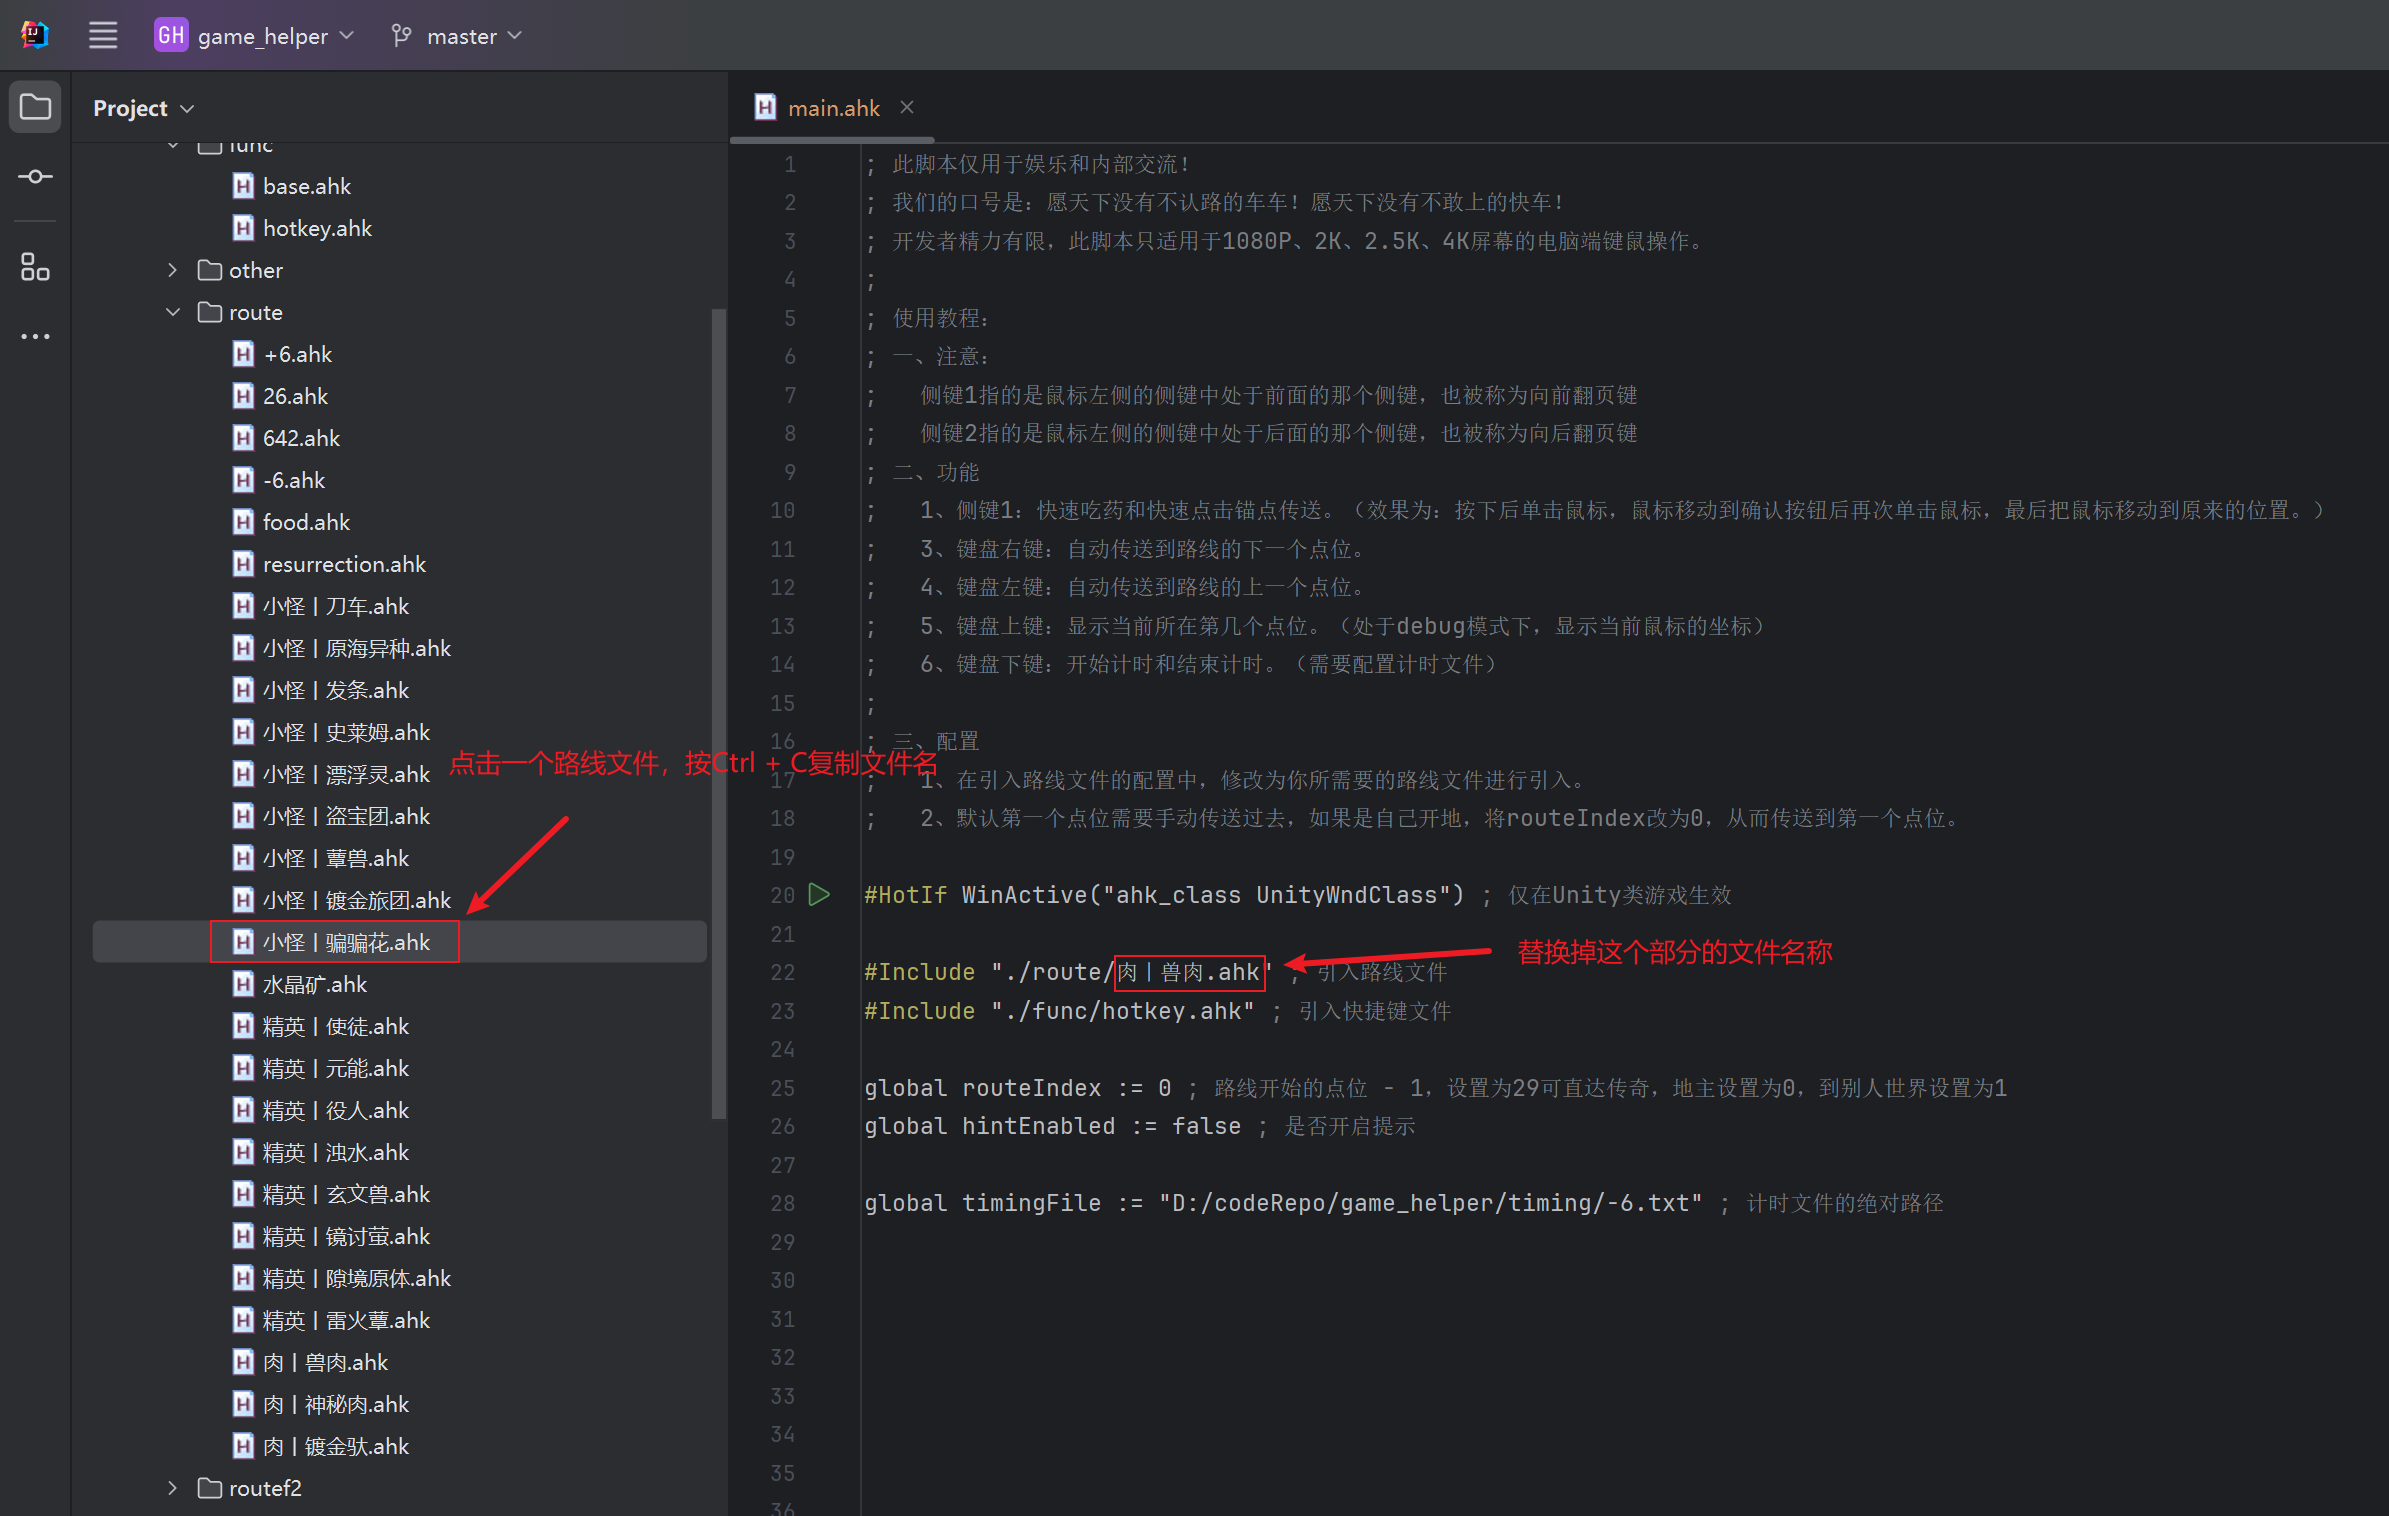 GH game_helper master
Project
func
base.ahk
hotkey.ahk
other
route
+6.ahk
26.ahk
642.ahk
-6.ahk
food.ahk
resurrection.ahk
小怪丨刀车.ahk
小怪丨原海异种.ahk
小怪丨发条.ahk
小怪丨史莱姆.ahk
小怪丨漂浮灵.ahk
小怪丨盗宝团.ahk
小怪丨蕈兽.ahk
小怪丨镀金旅团.ahk
小怪丨骗骗花.ahk
水晶矿.ahk
精英丨使徒.ahk
精英丨元能.ahk
精英丨役人.ahk
精英丨浊水.ahk
精英丨玄文兽.ahk
精英丨镜讨萤.ahk
精英丨隙境原体.ahk
精英丨雷火蕈.ahk
肉丨兽肉.ahk
肉丨神秘肉.ahk
肉丨镀金驮.ahk
routef2
点击一个路线文件，按Ctrl + C复制文件名
main.ahk
1 ; 此脚本仅用于娱乐和内部交流！
2 ; 我们的口号是：愿天下没有不认路的车车！愿天下没有不敢上的快车！
3 ; 开发者精力有限，此脚本只适用于1080P、2K、2.5K、4K屏幕的电脑端键鼠操作。
4 ;
5 ; 使用教程：
6 ; 一、注意：
7 ; 侧键1指的是鼠标左侧的侧键中处于前面的那个侧键，也被称为向前翻页键
8 ; 侧键2指的是鼠标左侧的侧键中处于后面的那个侧键，也被称为向后翻页键
9 ; 二、功能
10 ; 1、侧键1：快速吃药和快速点击锚点传送。（效果为：按下后单击鼠标，鼠标移动到确认按钮后再次单击鼠标，最后把鼠标移动到原来的位置。）
11 ; 3、键盘右键：自动传送到路线的下一个点位。
12 ; 4、键盘左键：自动传送到路线的上一个点位。
13 ; 5、键盘上键：显示当前所在第几个点位。（处于debug模式下，显示当前鼠标的坐标）
14 ; 6、键盘下键：开始计时和结束计时。（需要配置计时文件）
15 ;
16 ; 三、配置
17 ; 1、在引入路线文件的配置中，修改为你所需要的路线文件进行引入。
18 ; 2、默认第一个点位需要手动传送过去，如果是自己开地，将routeIndex改为0，从而传送到第一个点位。
19
20 #HotIf WinActive("ahk_class UnityWndClass") ; 仅在Unity类游戏生效
21
22 #Include "./route/肉丨兽肉.ahk" ; 引入路线文件
替换掉这个部分的文件名称
23 #Include "./func/hotkey.ahk" ; 引入快捷键文件
24
25 global routeIndex := 0 ; 路线开始的点位 - 1，设置为29可直达传奇，地主设置为0，到别人世界设置为1
26 global hintEnabled := false ; 是否开启提示
27
28 global timingFile := "D:/codeRepo/game_helper/timing/-6.txt" ; 计时文件的绝对路径
29
30
31
32
33
34
35
36